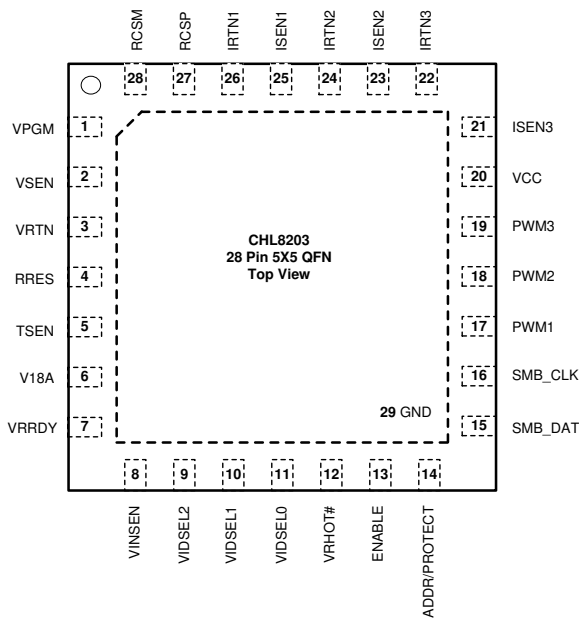 RCSM
RCSP
IRTN1
ISEN1
IRTN2
ISEN2
IRTN3
28
27
26
25
24
23
22
VPGM 1
VSEN 2
VRTN 3
RRES 4
TSEN 5
V18A 6
VRRDY 7
CHL8203
28 Pin 5X5 QFN
Top View
29 GND
21 ISEN3
20 VCC
19 PWM3
18 PWM2
17 PWM1
16 SMB_CLK
15 SMB_DAT
8
9
10
11
12
13
14
VINSEN
VIDSEL2
VIDSEL1
VIDSEL0
VRHOT#
ENABLE
ADDR/PROTECT